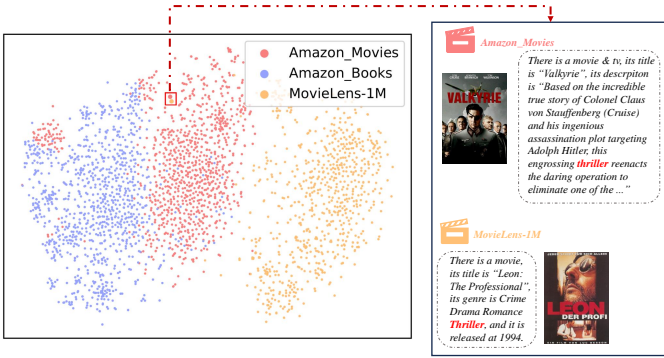 Amazon_Movies
Amazon_Books
MovieLens-1M
Amazon_Movies
There is a movie & tv, its title
is "Valkyrie", its descrpiton
is "Based on the incredible
true story of Colonel Claus
von Stauffenberg (Cruise)
and his ingenious
assassination plot targeting
Adolph Hitler, this
engrossing thriller reenacts
the daring operation to
eliminate one of the ..."
VALKYRIE
MovieLens-1M
There is a movie,
its title is "Leon:
The Professional",
its genre is Crime
Drama Romance
Thriller, and it is
released at 1994.
LEON
DER PROFI